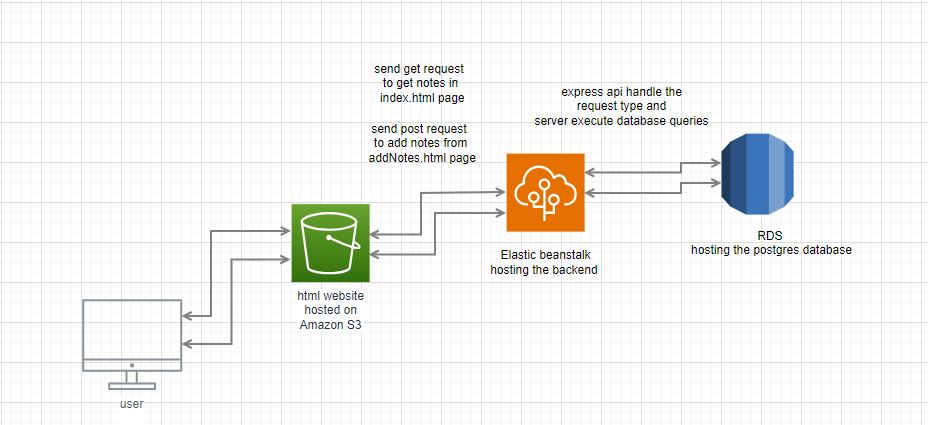 send get request
to get notes in
index.html page
send post request
to add notes from
addNotes.html page
express api handle the
request type and
server execute database queries
RDS
hosting the postgres database
Elastic beanstalk
hosting the backend
html website
hosted on
Amazon S3
user